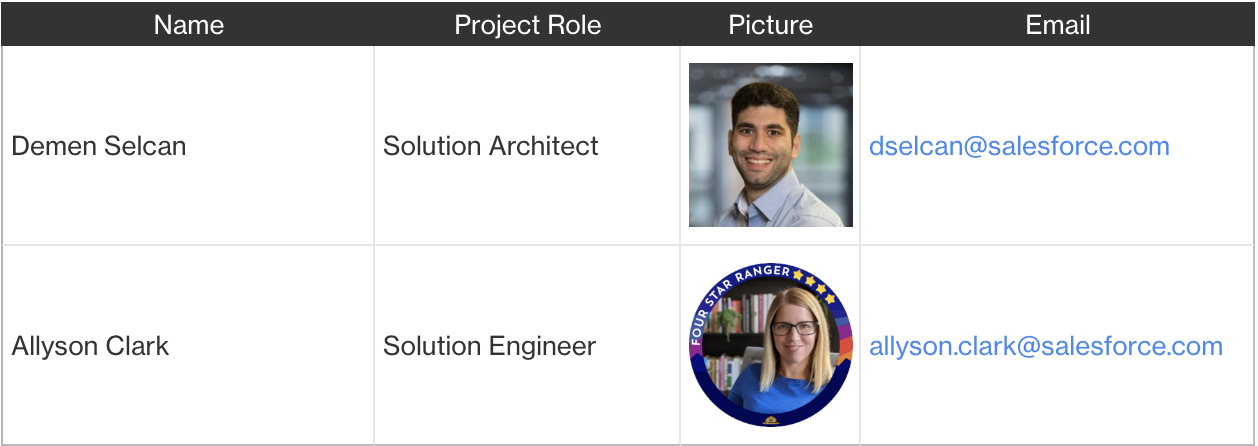 Name Project Role Picture Email
Demen Selcan Solution Architect dselcan@salesforce.com
FOUR STAR RANGER
Allyson Clark Solution Engineer allyson.clark@salesforce.com